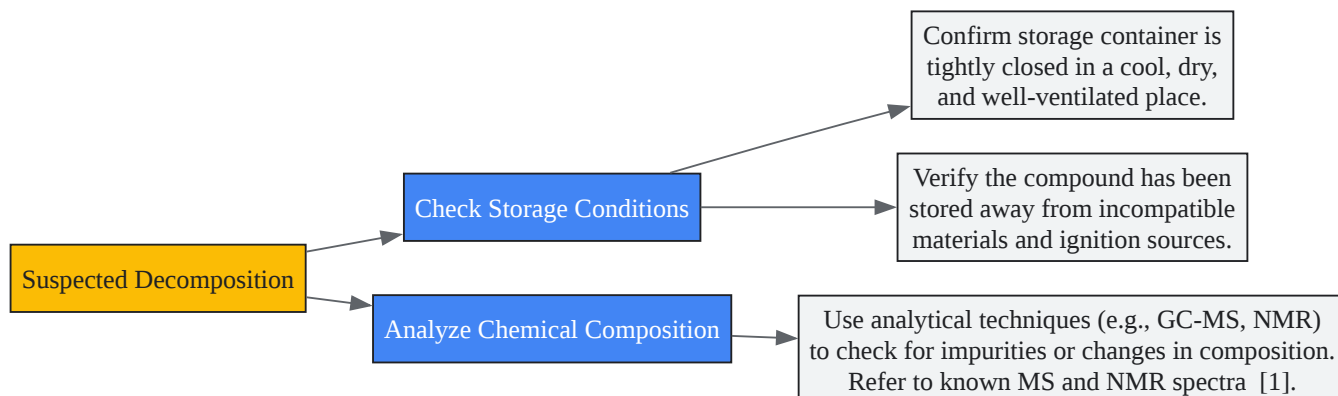 Confirm storage container is
tightly closed in a cool, dry,
and well-ventilated place.
Check Storage Conditions
Verify the compound has been
stored away from incompatible
materials and ignition sources.
Suspected Decomposition
Analyze Chemical Composition
Use analytical techniques (e.g., GC-MS, NMR)
to check for impurities or changes in composition.
Refer to known MS and NMR spectra [1].